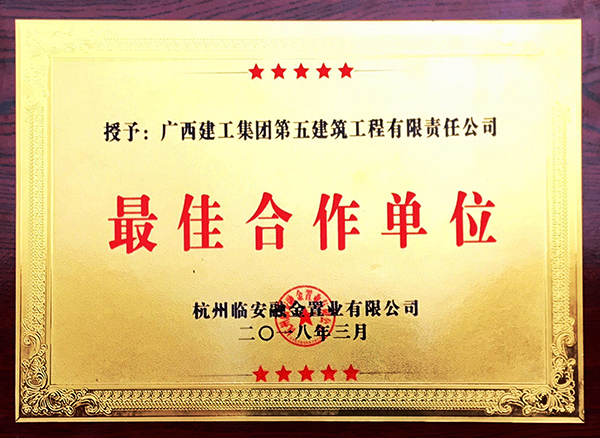 授予：广西建工集团第五建筑工程有限责任公司
最佳合作单位
杭州临安融金置业有限公司
二〇一八年三月